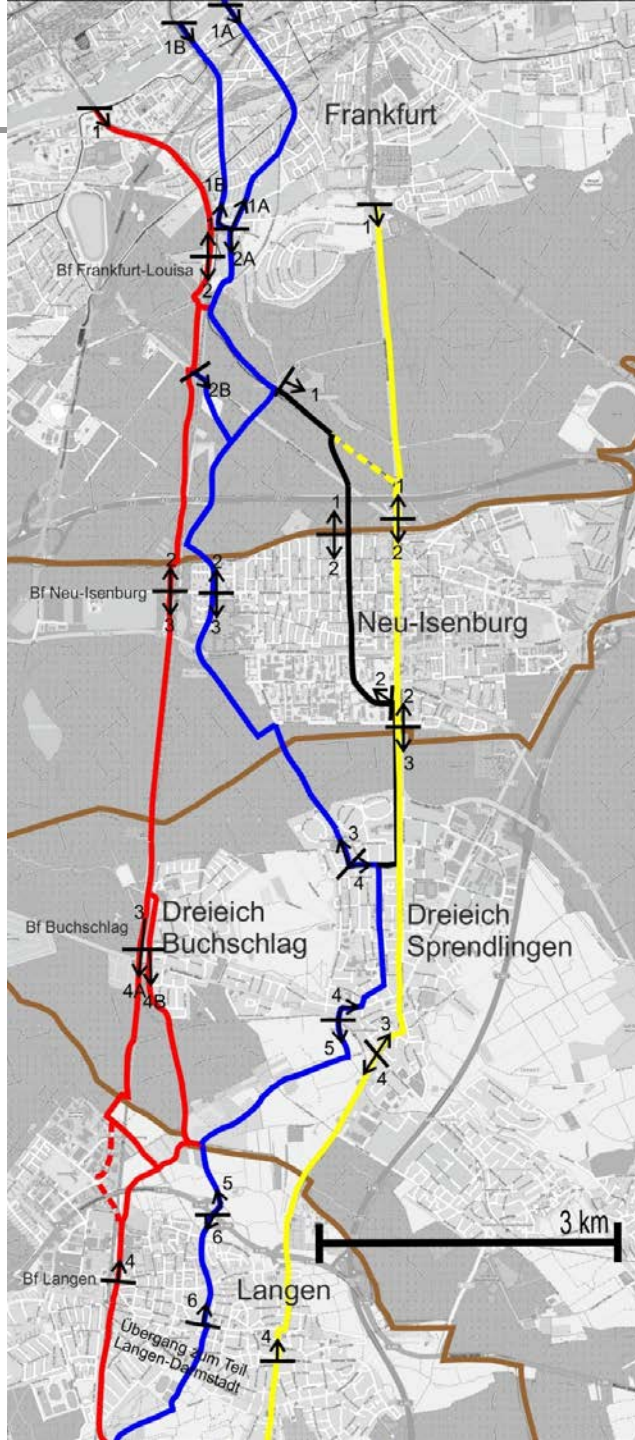 1A
1B
1
Frankfurt
1B
1A
1
2A
Bf Frankfurt-Louisa
2
2B
1
1
1
2
2
2
2
Bf Neu-Isenburg
3
3
Neu-Isenburg
2
2
3
3
4
3
Dreieich
Buchschlag
Dreieich
Sprendlingen
Bf Buchschlag
4A
4B
4
3
5
4
5
6
3 km
4
Bf Langen
Langen
6
Übergang zum Teil
Langen-Darmstadt
4